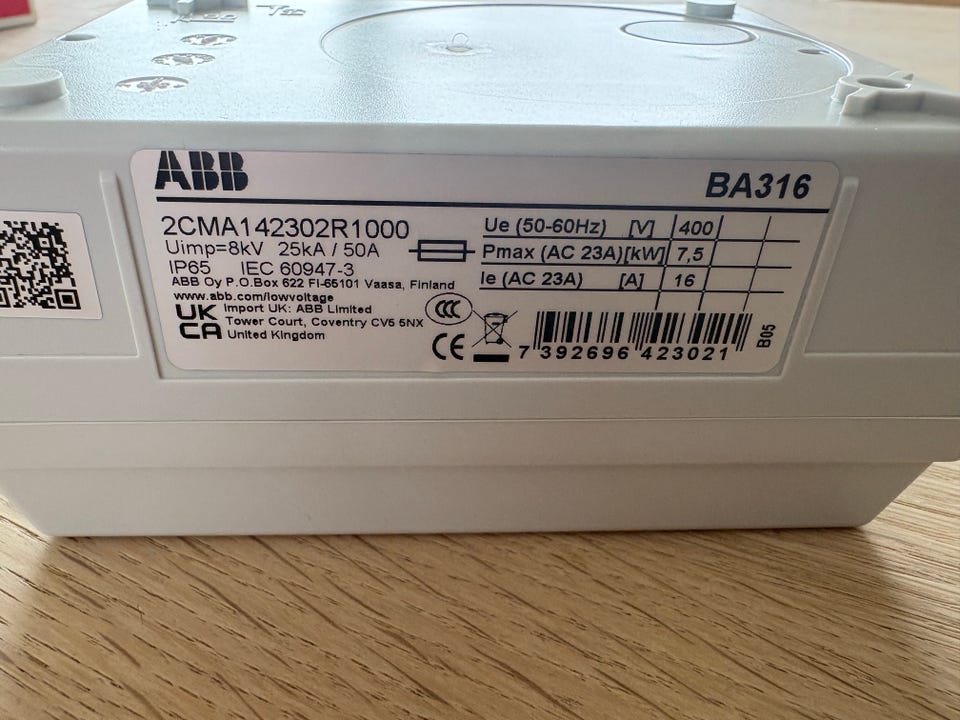 ABB
BA316
2CMA142302R1000
Uimp=8kV 25kA / 50A
IP65 IEC 60947-3
ABB Oy P.O.Box 622 FI-65101 Vaasa, Finland
www.abb.com/lowvoltage
UK
CA
Import UK: ABB Limited
Tower Court, Coventry CV6 5NX
United Kingdom
Ue (50-60Hz) [V] 400
Pmax (AC 23A)[kW] 7,5
Ie (AC 23A) [A] 16
CCC
CE
7 392696 423021
B05